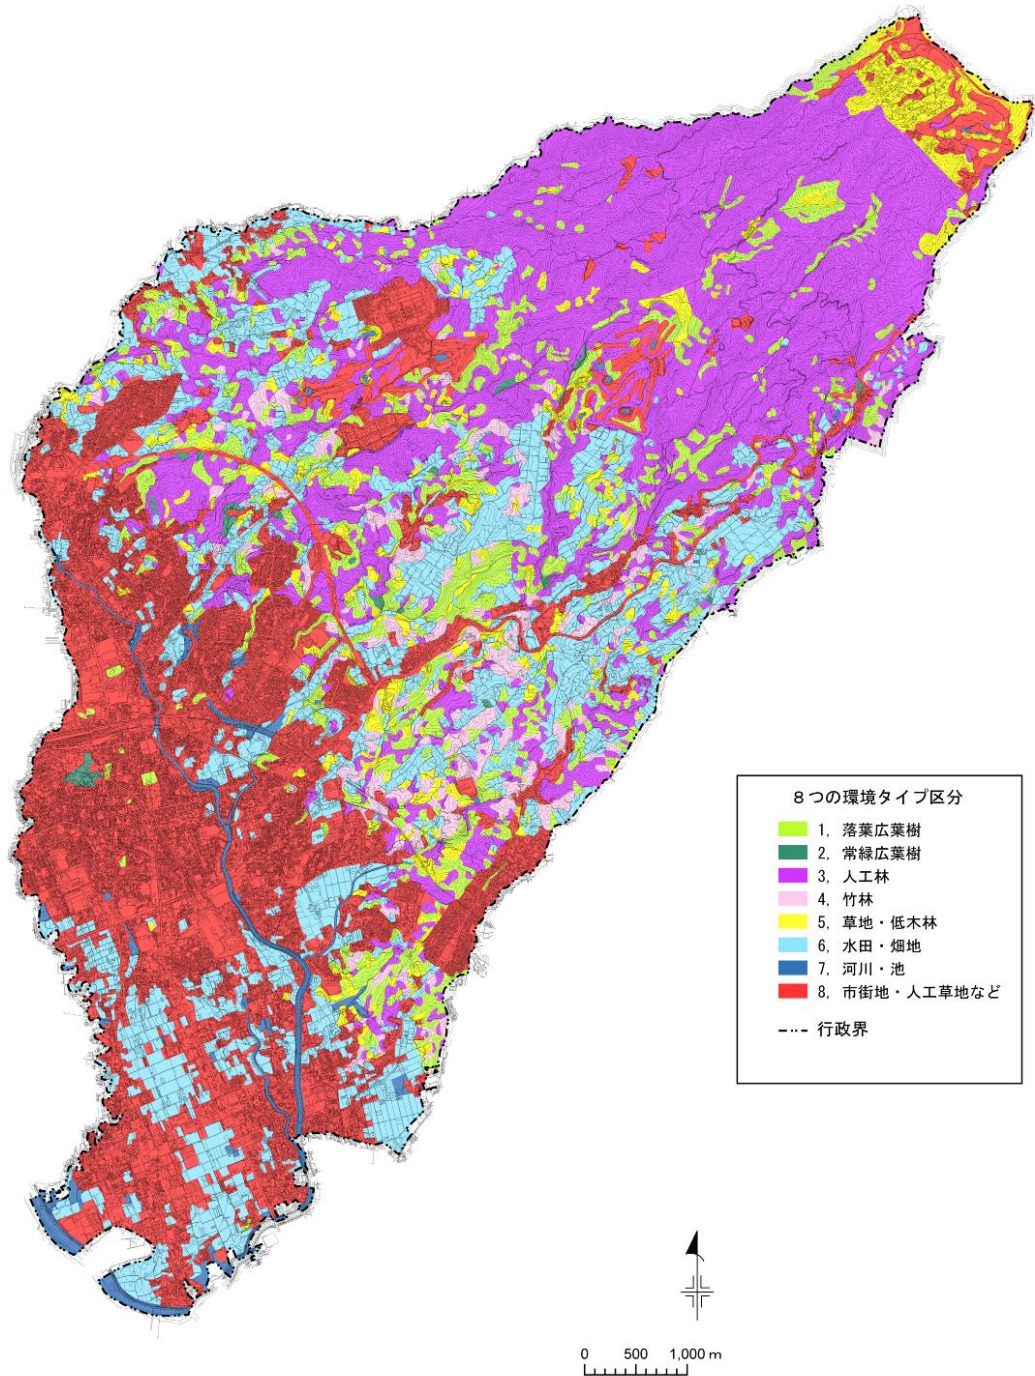 ８つの環境タイプ区分
1, 落葉広葉樹
2, 常緑広葉樹
3, 人工林
4, 竹林
5, 草地・低木林
6, 水田・畑地
7, 河川・池
8, 市街地・人工草地など
行政界
0 500 1,000 m